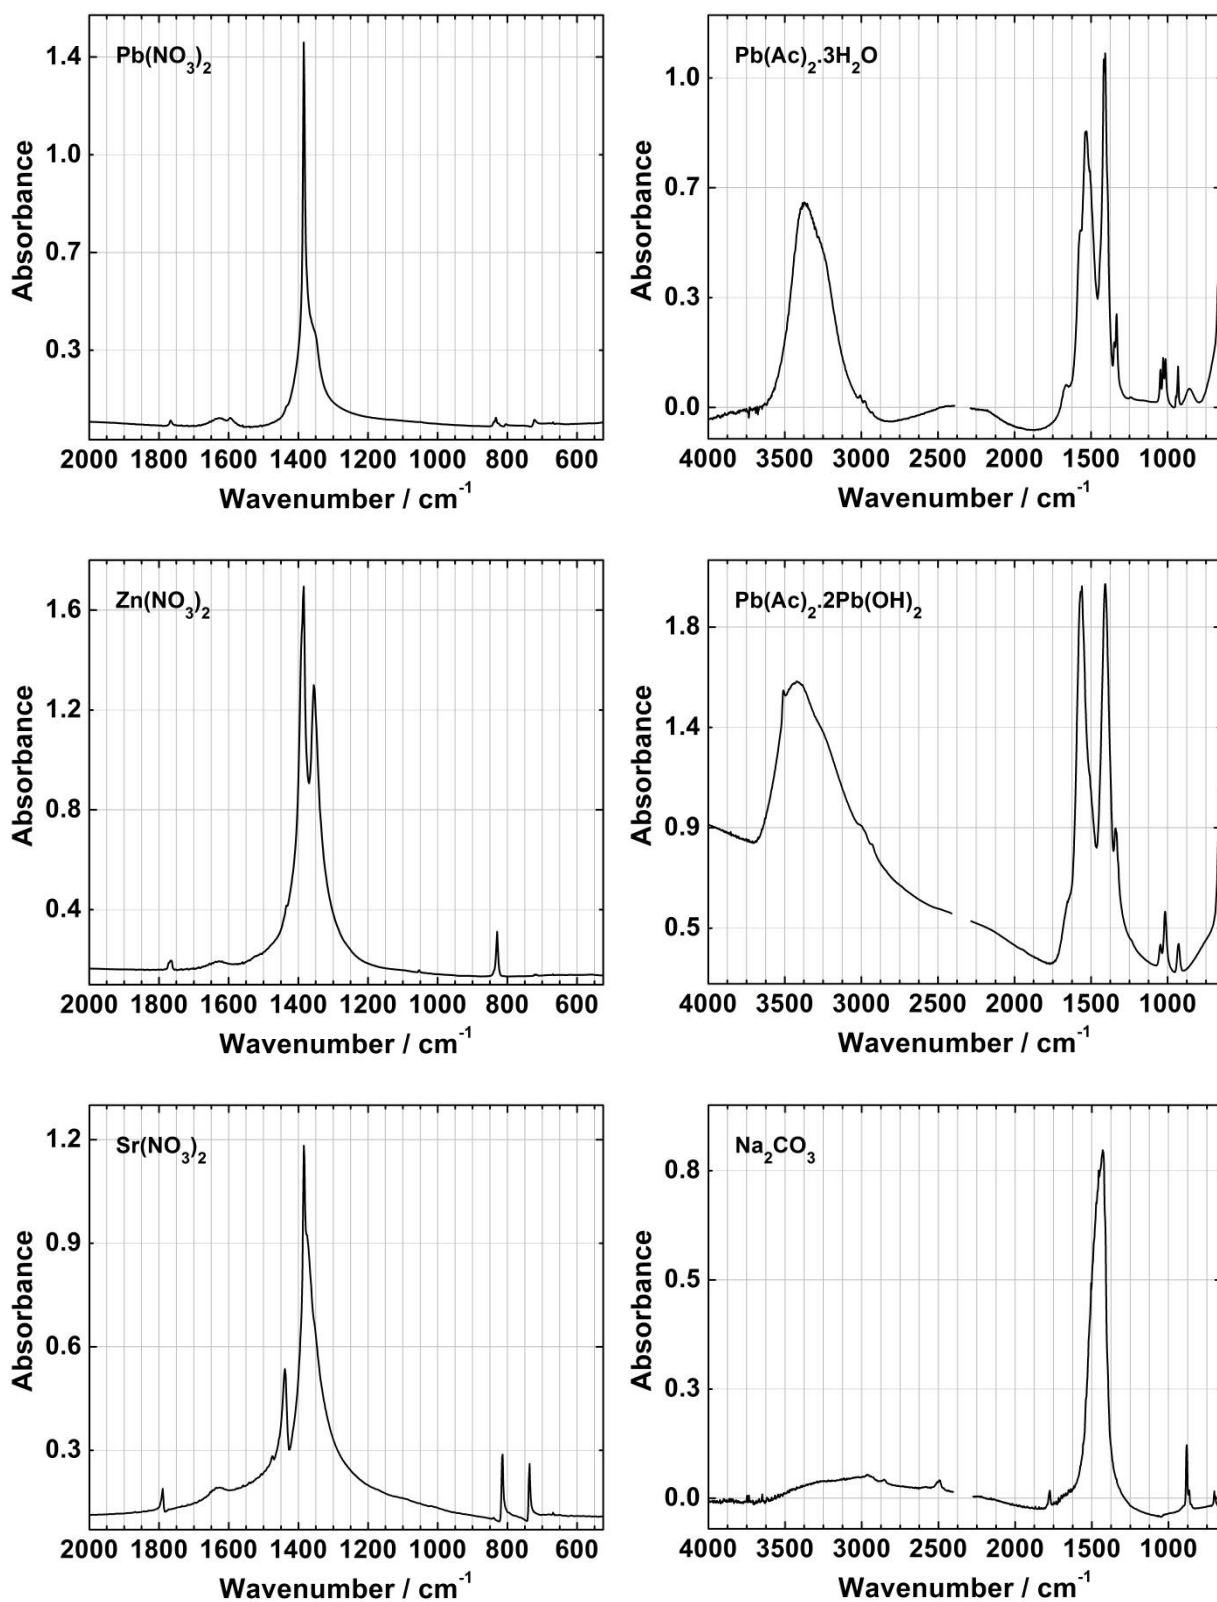 Pb(NO₃)₂
Absorbance
1.4
1.0
0.7
0.3
2000 1800 1600 1400 1200 1000 800 600
Wavenumber / cm⁻¹
Pb(Ac)₂.3H₂O
Absorbance
1.0
0.7
0.3
0.0
4000 3500 3000 2500 2000 1500 1000
Wavenumber / cm⁻¹
Zn(NO₃)₂
Absorbance
1.6
1.2
0.8
0.4
2000 1800 1600 1400 1200 1000 800 600
Wavenumber / cm⁻¹
Pb(Ac)₂.2Pb(OH)₂
Absorbance
1.8
1.4
0.9
0.5
4000 3500 3000 2500 2000 1500 1000
Wavenumber / cm⁻¹
Sr(NO₃)₂
Absorbance
1.2
0.9
0.6
0.3
2000 1800 1600 1400 1200 1000 800 600
Wavenumber / cm⁻¹
Na₂CO₃
Absorbance
0.8
0.5
0.3
0.0
4000 3500 3000 2500 2000 1500 1000
Wavenumber / cm⁻¹